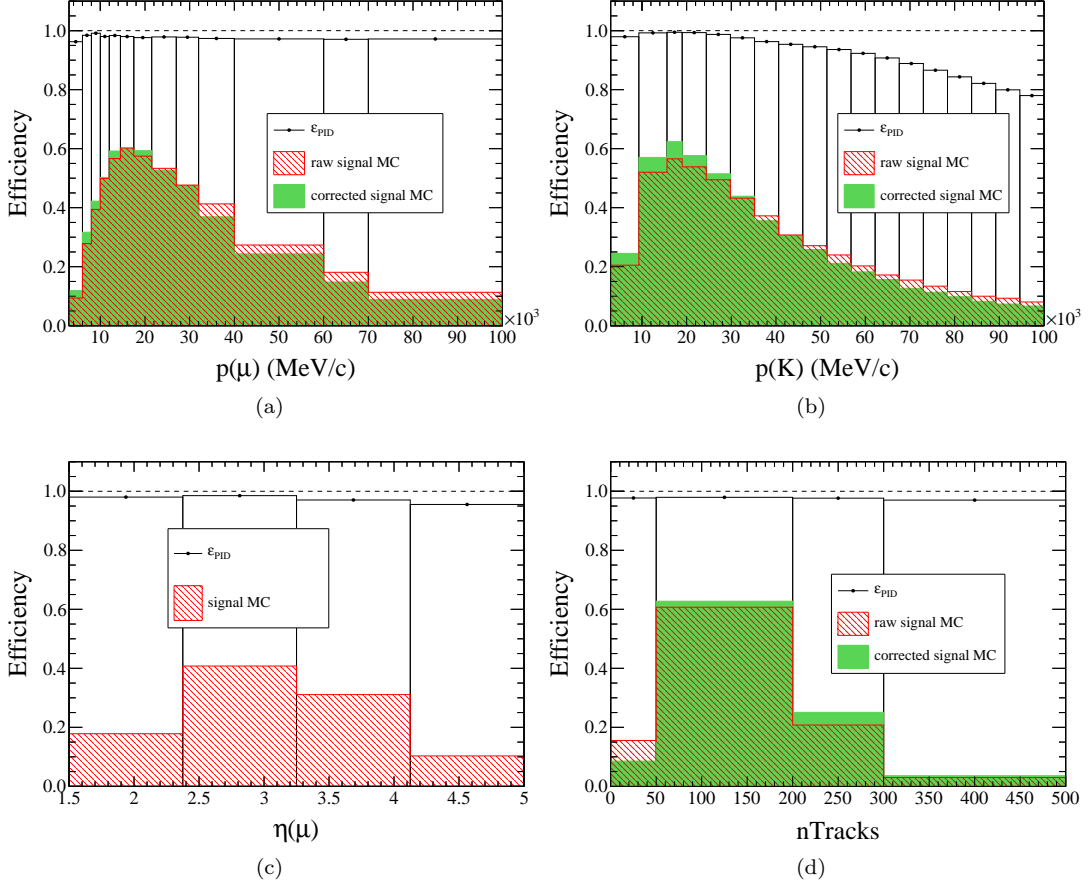 Efficiency
1.0
0.8
0.6
0.4
0.2
0.0
ε_PID
raw signal MC
corrected signal MC
10 20 30 40 50 60 70 80 90 100
×10³
p(μ) (MeV/c)
(a)
Efficiency
1.0
0.8
0.6
0.4
0.2
0.0
ε_PID
raw signal MC
corrected signal MC
10 20 30 40 50 60 70 80 90 100
×10³
p(K) (MeV/c)
(b)
Efficiency
1.0
0.8
0.6
0.4
0.2
0.0
ε_PID
signal MC
1.5 2 2.5 3 3.5 4 4.5 5
η(μ)
(c)
Efficiency
1.0
0.8
0.6
0.4
0.2
0.0
ε_PID
raw signal MC
corrected signal MC
0 50 100 150 200 250 300 350 400 450 500
nTracks
(d)